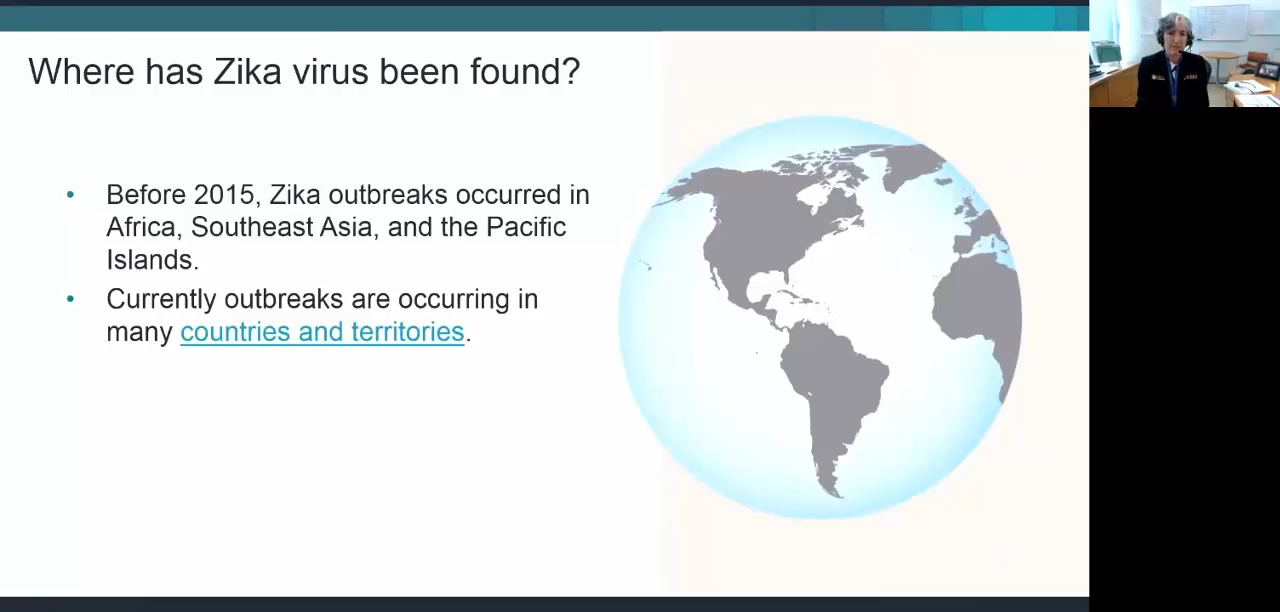 Where has Zika virus been found?
• Before 2015, Zika outbreaks occurred in
Africa, Southeast Asia, and the Pacific
Islands.
• Currently outbreaks are occurring in
many countries and territories.